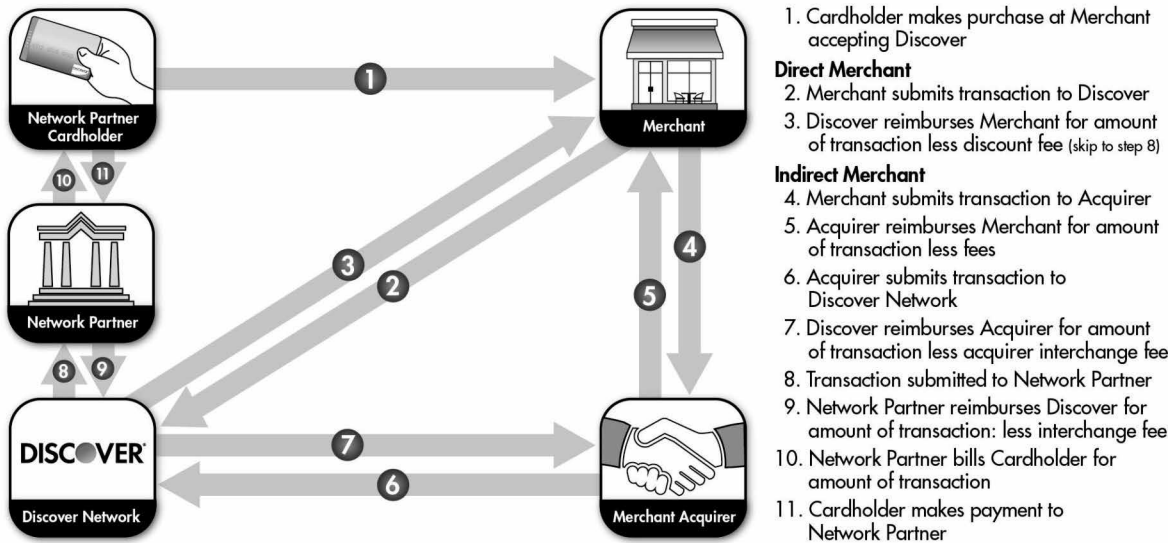 Network Partner
Cardholder
1
Merchant
10
11
Network Partner
3
2
5
4
8
9
DISCOVER®
Discover Network
7
6
Merchant Acquirer
1. Cardholder makes purchase at Merchant
accepting Discover
Direct Merchant
2. Merchant submits transaction to Discover
3. Discover reimburses Merchant for amount
of transaction less discount fee (skip to step 8)
Indirect Merchant
4. Merchant submits transaction to Acquirer
5. Acquirer reimburses Merchant for amount
of transaction less fees
6. Acquirer submits transaction to
Discover Network
7. Discover reimburses Acquirer for amount
of transaction less acquirer interchange fee
8. Transaction submitted to Network Partner
9. Network Partner reimburses Discover for
amount of transaction: less interchange fee
10. Network Partner bills Cardholder for
amount of transaction
11. Cardholder makes payment to
Network Partner